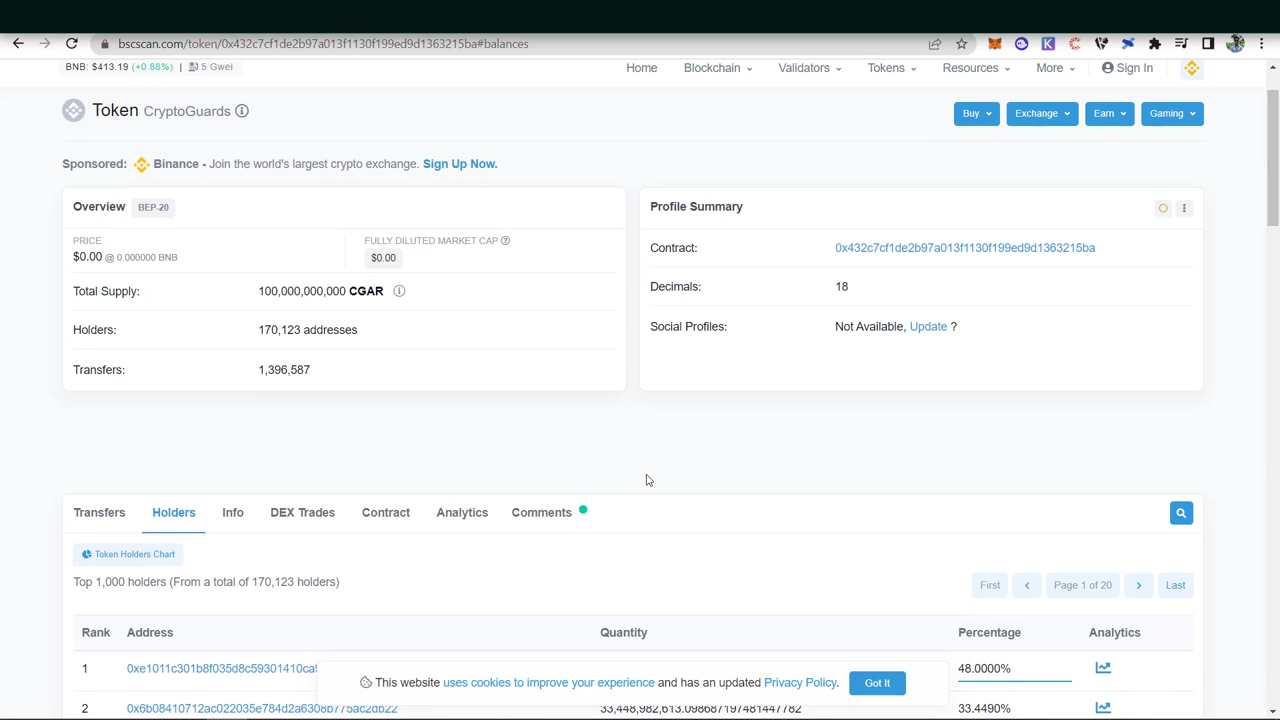 bscscan.com/token/0x432c7cf1de2b97a013f1130f199ed9d1363215ba#balances
BNB: $413.19 (+0.88%) | 5 Gwei
Home Blockchain Validators Tokens Resources More Sign In
Token CryptoGuards
Buy Exchange Earn Gaming
Sponsored: Binance - Join the world's largest crypto exchange. Sign Up Now.
Overview BEP-20
PRICE
$0.00 @ 0.000000 BNB
FULLY DILUTED MARKET CAP
$0.00
Total Supply: 100,000,000,000 CGAR
Holders: 170,123 addresses
Transfers: 1,396,587
Profile Summary
Contract: 0x432c7cf1de2b97a013f1130f199ed9d1363215ba
Decimals: 18
Social Profiles: Not Available, Update ?
Transfers Holders Info DEX Trades Contract Analytics Comments
Token Holders Chart
Top 1,000 holders (From a total of 170,123 holders)
First Page 1 of 20 Last
Rank Address Quantity Percentage Analytics
1 0xe1011c301b8f035d8c59301410ca 48.0000%
This website uses cookies to improve your experience and has an updated Privacy Policy. Got It
2 33.4490%